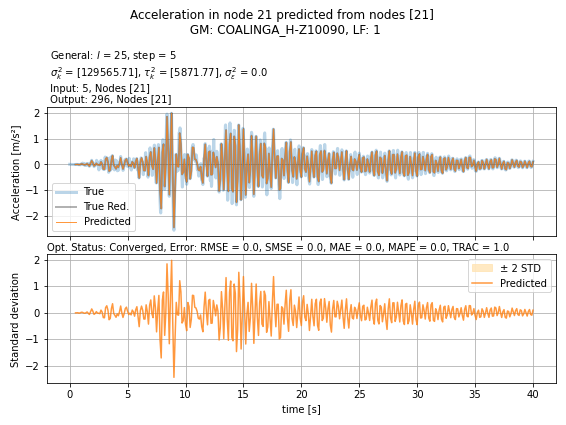 Acceleration in node 21 predicted from nodes [21]
GM: COALINGA_H-Z10090, LF: 1
General: l = 25, step = 5
σ²ₖ = [129565.71], τ²ₖ = [5871.77], σ²ε = 0.0
Input: 5, Nodes [21]
Output: 296, Nodes [21]
Acceleration [m/s²]
2
1
0
−1
−2
True
True Red.
Predicted
Opt. Status: Converged, Error: RMSE = 0.0, SMSE = 0.0, MAE = 0.0, MAPE = 0.0, TRAC = 1.0
Standard deviation
2
1
0
−1
−2
± 2 STD
Predicted
0 5 10 15 20 25 30 35 40
time [s]